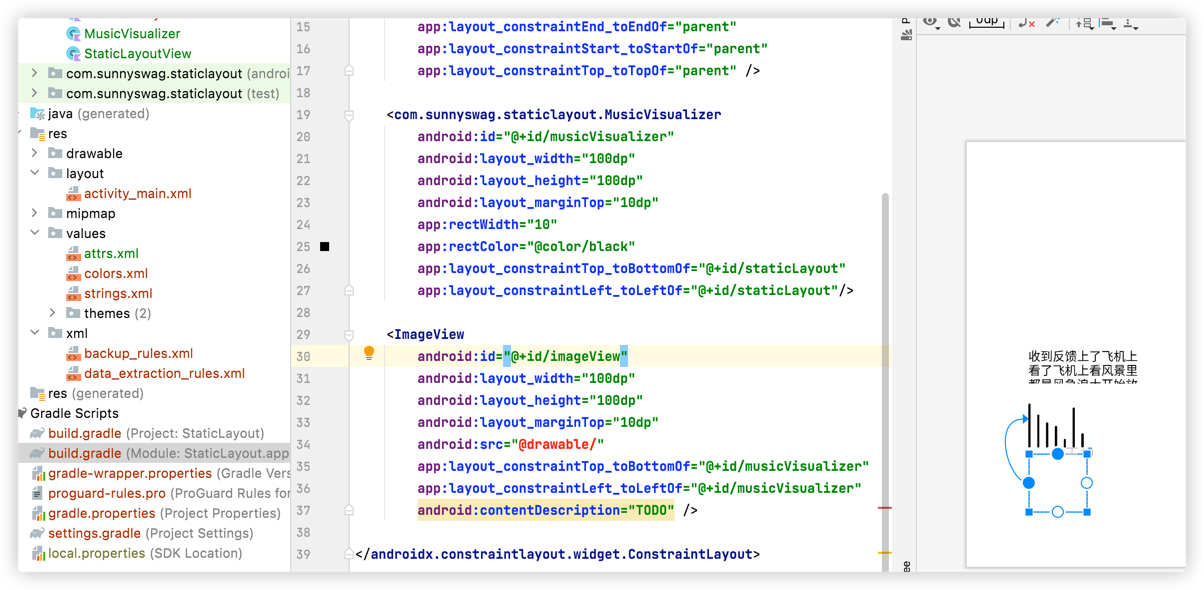 MusicVisualizer
StaticLayoutView
com.sunnyswag.staticlayout (androi
com.sunnyswag.staticlayout (test)
java (generated)
res
drawable
layout
activity_main.xml
mipmap
values
attrs.xml
colors.xml
strings.xml
themes (2)
xml
backup_rules.xml
data_extraction_rules.xml
res (generated)
Gradle Scripts
build.gradle (Project: StaticLayout)
build.gradle (Module: StaticLayout.app
gradle-wrapper.properties (Gradle Vers
proguard-rules.pro (ProGuard Rules for
gradle.properties (Project Properties)
settings.gradle (Project Settings)
local.properties (SDK Location)
15 app:layout_constraintEnd_toEndOf="parent"
16 app:layout_constraintStart_toStartOf="parent"
17 app:layout_constraintTop_toTopOf="parent" />
18
19 <com.sunnyswag.staticlayout.MusicVisualizer
20 android:id="@+id/musicVisualizer"
21 android:layout_width="100dp"
22 android:layout_height="100dp"
23 android:layout_marginTop="10dp"
24 app:rectWidth="10"
25 app:rectColor="@color/black"
26 app:layout_constraintTop_toBottomOf="@+id/staticLayout"
27 app:layout_constraintLeft_toLeftOf="@+id/staticLayout"/>
28
29 <ImageView
30 android:id="@+id/imageView"
31 android:layout_width="100dp"
32 android:layout_height="100dp"
33 android:layout_marginTop="10dp"
34 android:src="@drawable/"
35 app:layout_constraintTop_toBottomOf="@+id/musicVisualizer"
36 app:layout_constraintLeft_toLeftOf="@+id/musicVisualizer"
37 android:contentDescription="TODO" />
38
39 </androidx.constraintlayout.widget.ConstraintLayout>
0dp
收到反馈上了飞机上
看了飞机上看风景里
ee